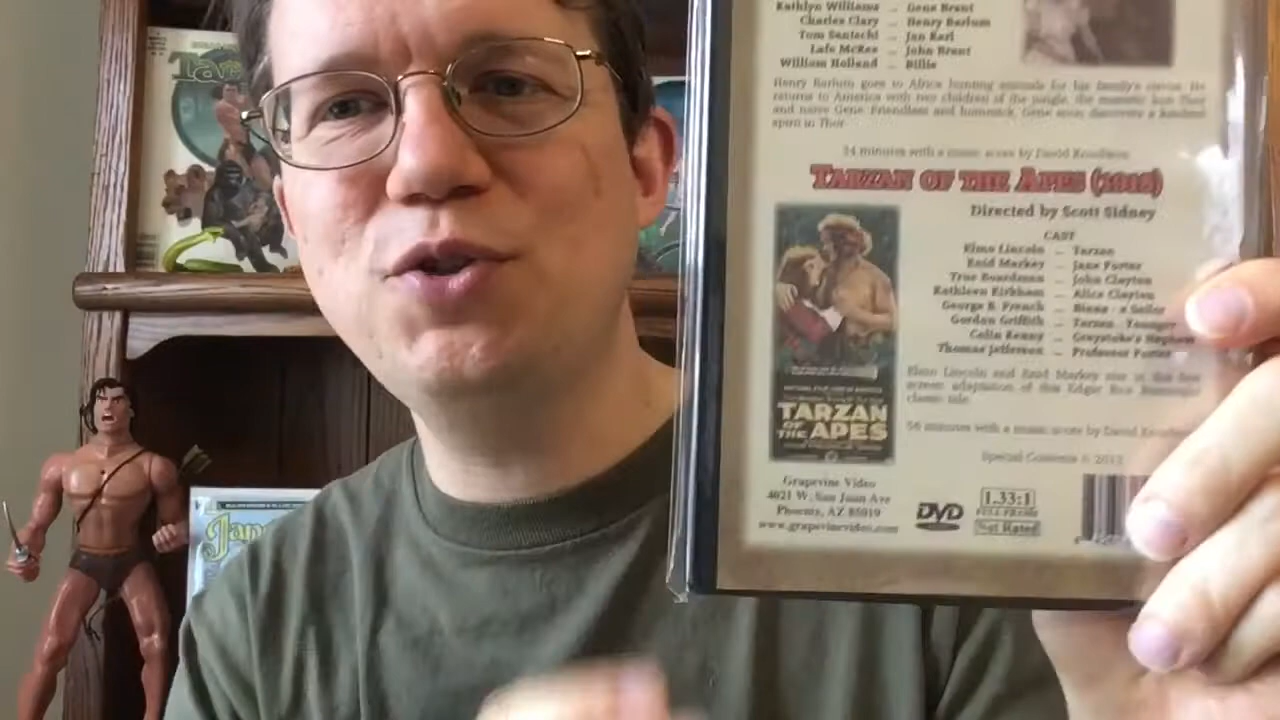 Tar
Jan
Kathlyn Williams – Gene Brant
Charles Clary – Henry Barlum
Tom Santschi – Jan Karl
Lafe McKee – John Brant
William Holland – Billie
Henry Barlum goes to Africa hunting animals for his family's circus. He
returns to America with two children of the jungle, the majestic lion Thor
and naive Gene. Friendless and homesick, Gene soon discovers a kindred
spirit in Thor.
54 minutes with a music score by David Knudtson
TARZAN OF THE APES (1918)
Directed by Scott Sidney
CAST
Elmo Lincoln – Tarzan
Enid Markey – Jane Porter
True Boardman – John Clayton
Kathleen Kirkham – Alice Clayton
George B. French – Binns - a Sailor
Gordon Griffith – Tarzan - Younger
Colin Kenny – Greystoke's Nephew
Thomas Jefferson – Professor Porter
Elmo Lincoln and Enid Markey star in the first
screen adaptation of this Edgar Rice Burroughs
classic tale.
56 minutes with a music score by David Knudtson
TARZAN
OF THE APES
Special Contents © 2012
Grapevine Video
4021 W. San Juan Ave
Phoenix, AZ 85019
www.grapevinevideo.com
DVD
1.33:1
FULL FRAME
Not Rated